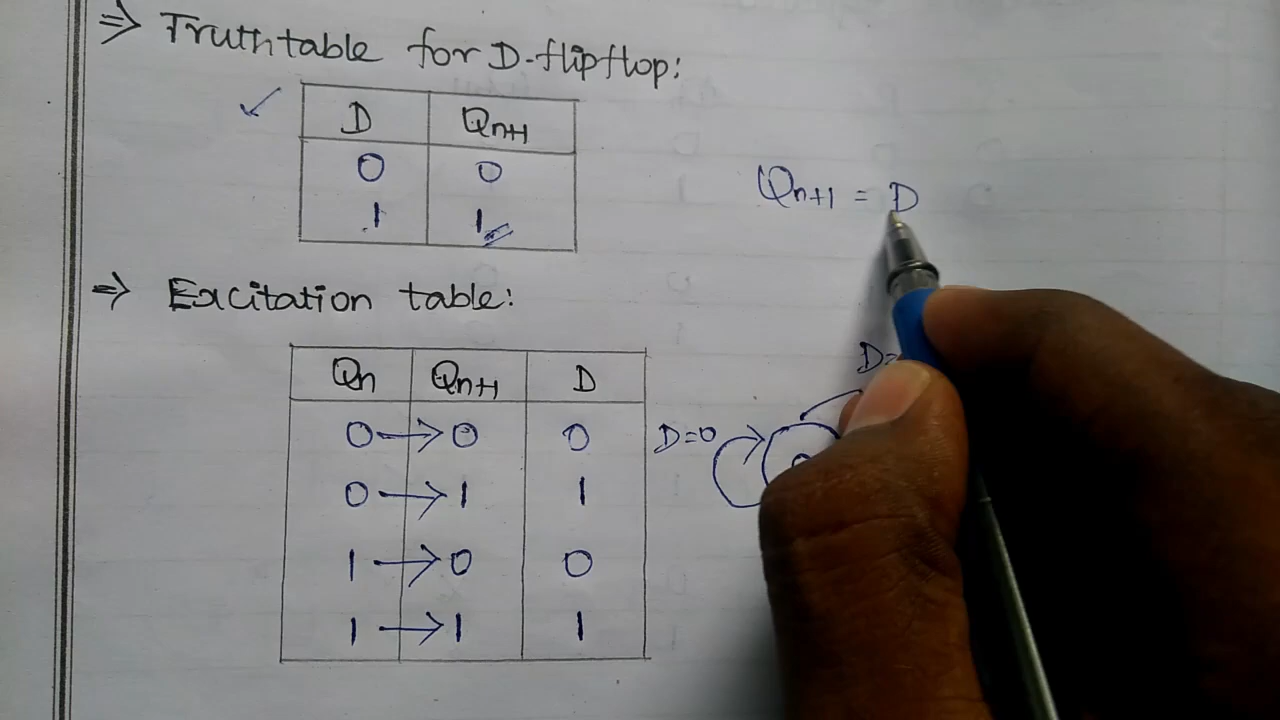 ⇒ Truthtable for D-flipflop:
✓ D Qn+1
0 0
1 1
Qn+1 = D
⇒ Excitation table:
Qn Qn+1 D
0 → 0 0
0 → 1 1
1 → 0 0
1 → 1 1
D=
D=0